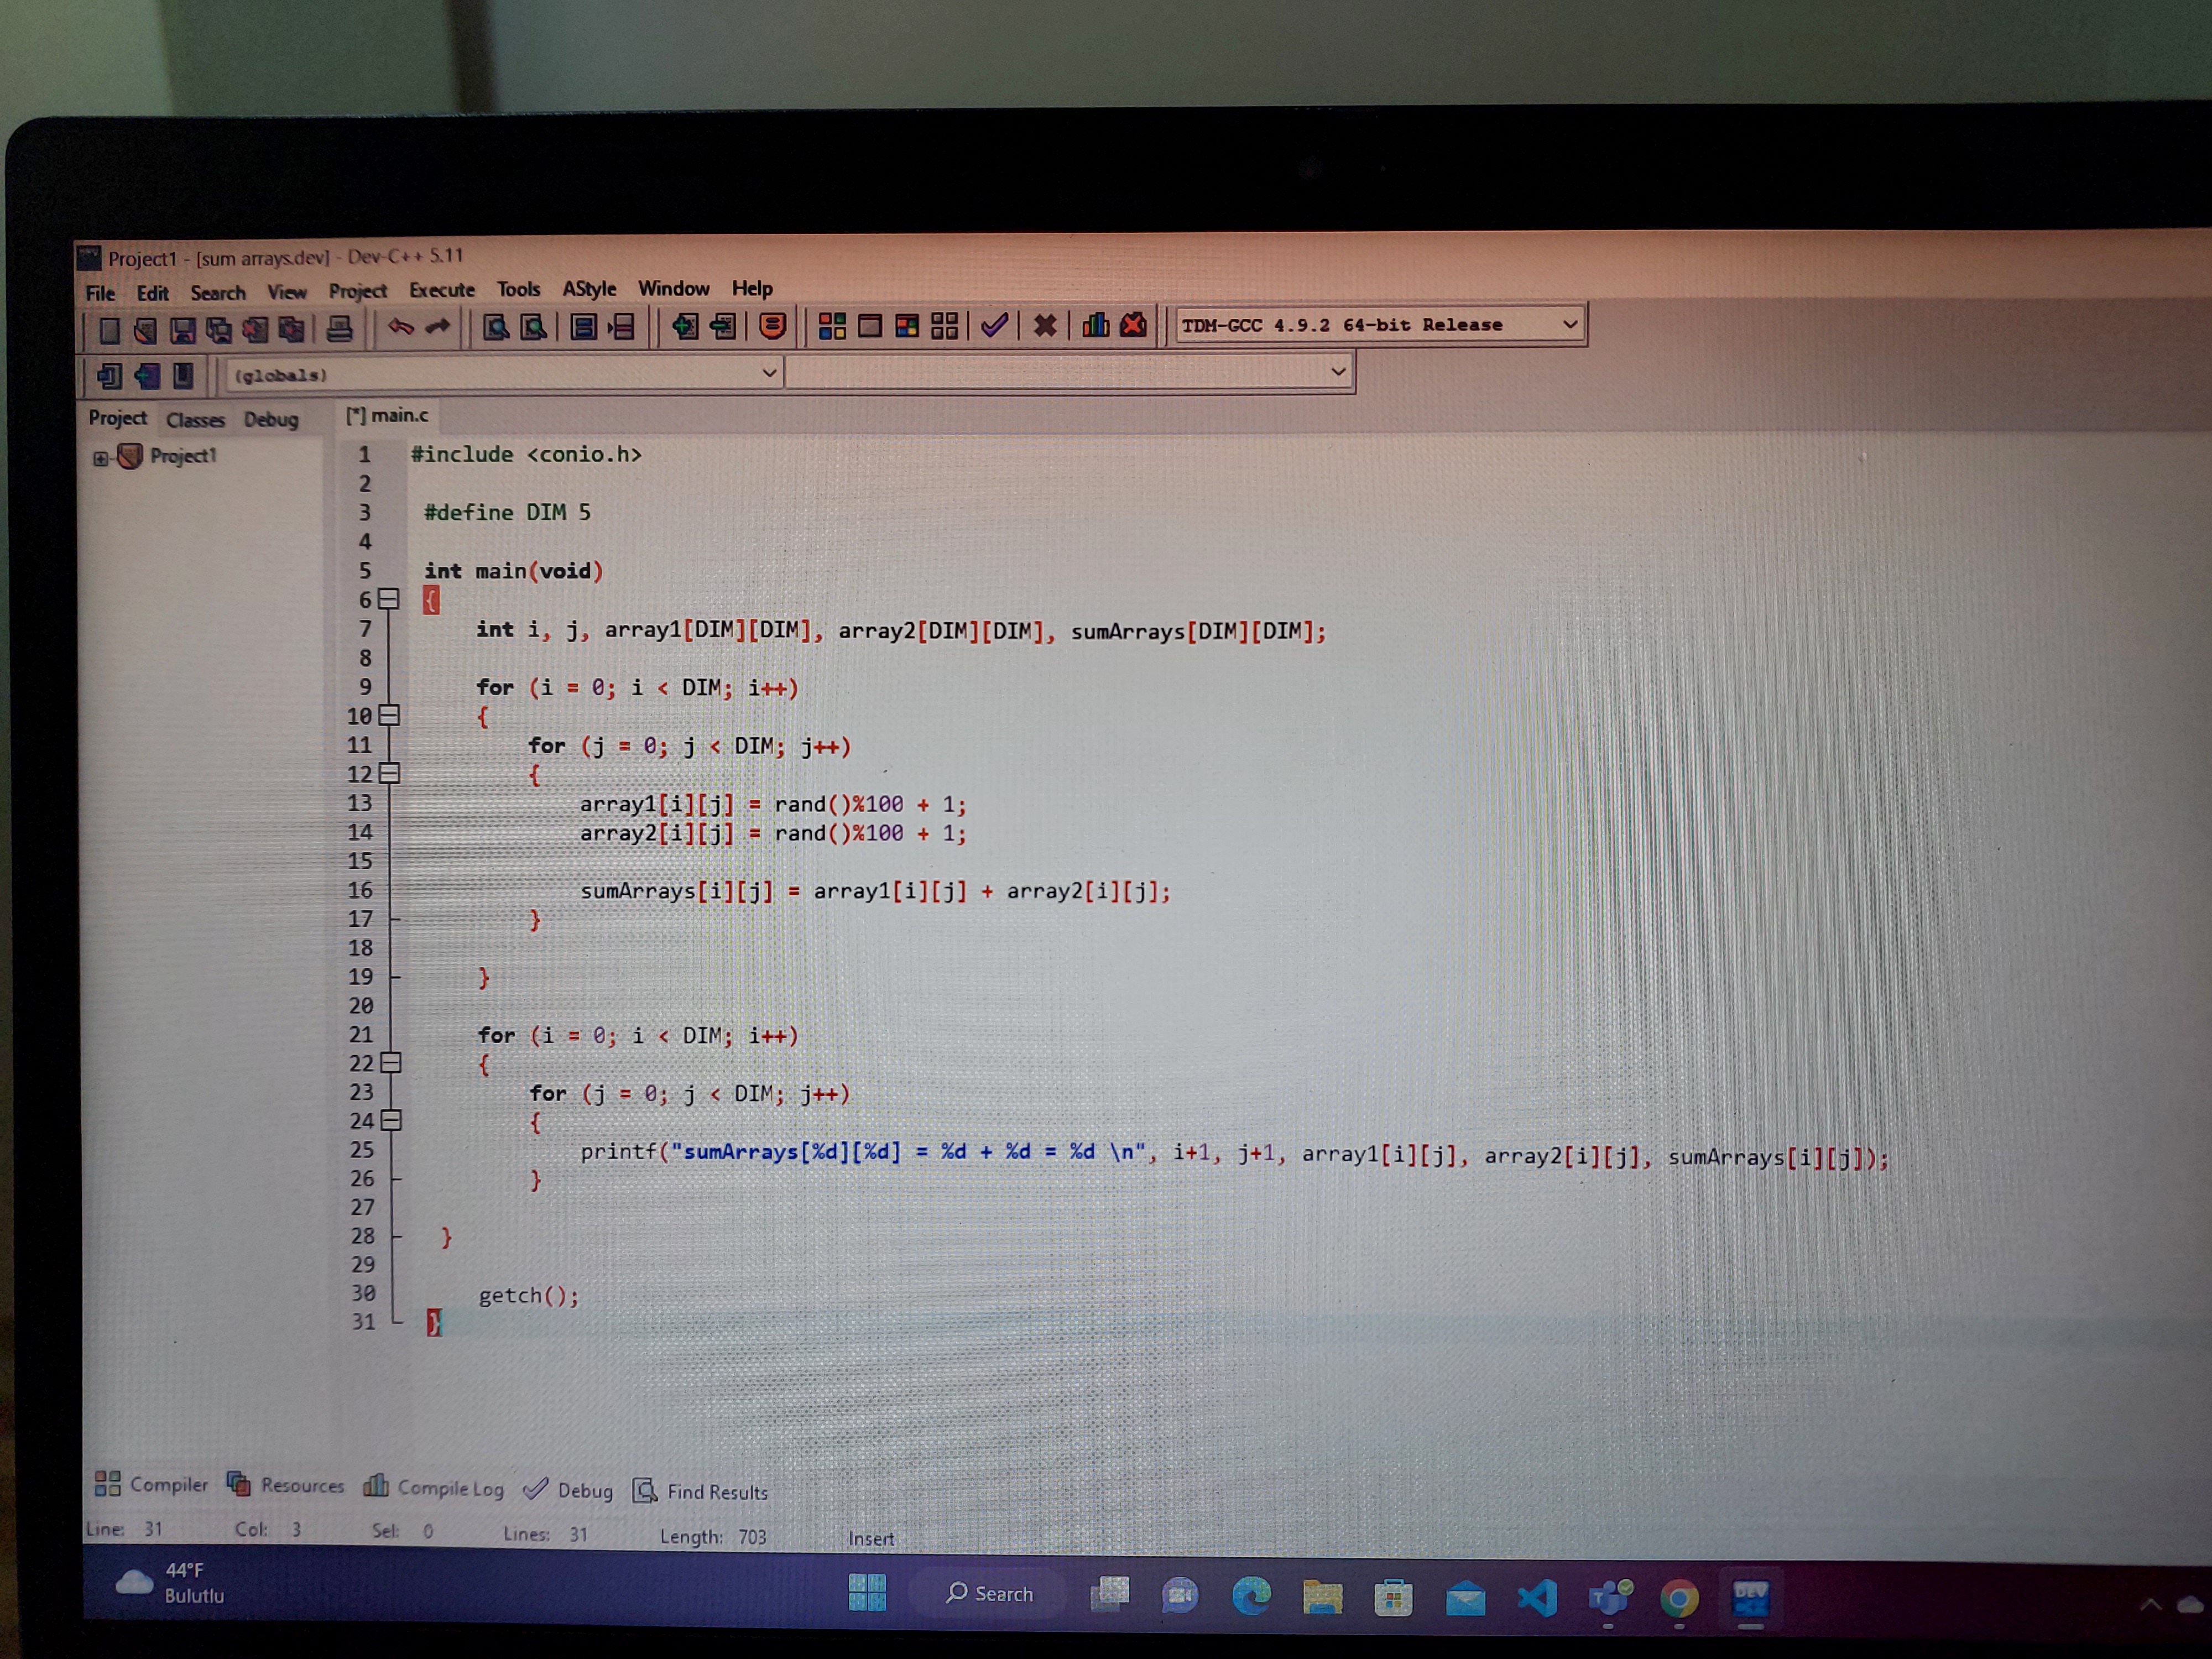 Project1 - [sum arrays.dev] - Dev-C++ 5.11
File Edit Search View Project Execute Tools AStyle Window Help
TDM-GCC 4.9.2 64-bit Release
(globals)
Project Classes Debug
[*] main.c
Project1
1 #include <conio.h>
2
3 #define DIM 5
4
5 int main(void)
6 {
7 int i, j, array1[DIM][DIM], array2[DIM][DIM], sumArrays[DIM][DIM];
8
9 for (i = 0; i < DIM; i++)
10 {
11 for (j = 0; j < DIM; j++)
12 {
13 array1[i][j] = rand()%100 + 1;
14 array2[i][j] = rand()%100 + 1;
15
16 sumArrays[i][j] = array1[i][j] + array2[i][j];
17 }
18
19 }
20
21 for (i = 0; i < DIM; i++)
22 {
23 for (j = 0; j < DIM; j++)
24 {
25 printf("sumArrays[%d][%d] = %d + %d = %d \n", i+1, j+1, array1[i][j], array2[i][j], sumArrays[i][j]);
26 }
27
28 }
29
30 getch();
31 }
Compiler Resources Compile Log Debug Find Results
Line: 31 Col: 3 Sel: 0 Lines: 31 Length: 703 Insert
44°F
Bulutlu
Search
DEV